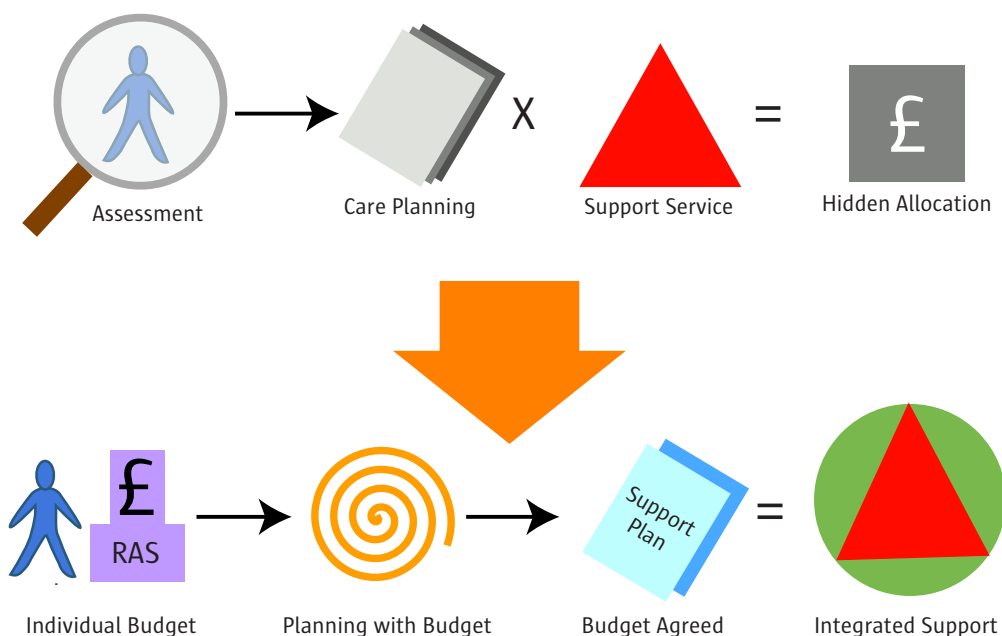 X
=
£
Assessment
Care Planning
Support Service
Hidden Allocation
£
RAS
Support
Plan
=
Individual Budget
Planning with Budget
Budget Agreed
Integrated Support